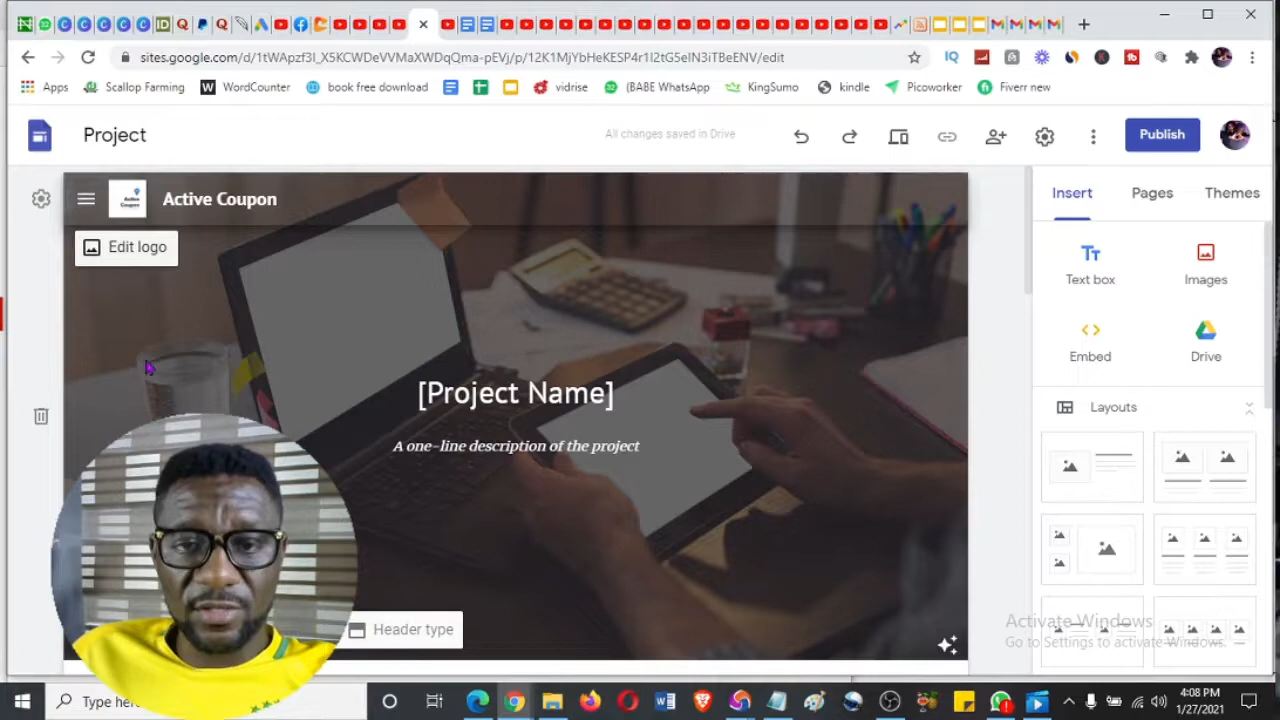 sites.google.com/d/1tWApzf3I_X5KCWDeVVMaXWDqQma-pEVj/p/12K1MjYbHeKESP4r1I2tG5eIN3iTBeENV/edit
Apps
Scallop Farming
WordCounter
book free download
vidrise
(BABE WhatsApp
KingSumo
kindle
Picoworker
Fiverr new
Project
All changes saved in Drive
Publish
Active Coupon
Insert
Pages
Themes
Edit logo
Text box
Images
Embed
Drive
[Project Name]
A one-line description of the project
Layouts
Header type
Activate Windows
Go to Settings to activate Windows.
Type here
4:08 PM
1/27/2021